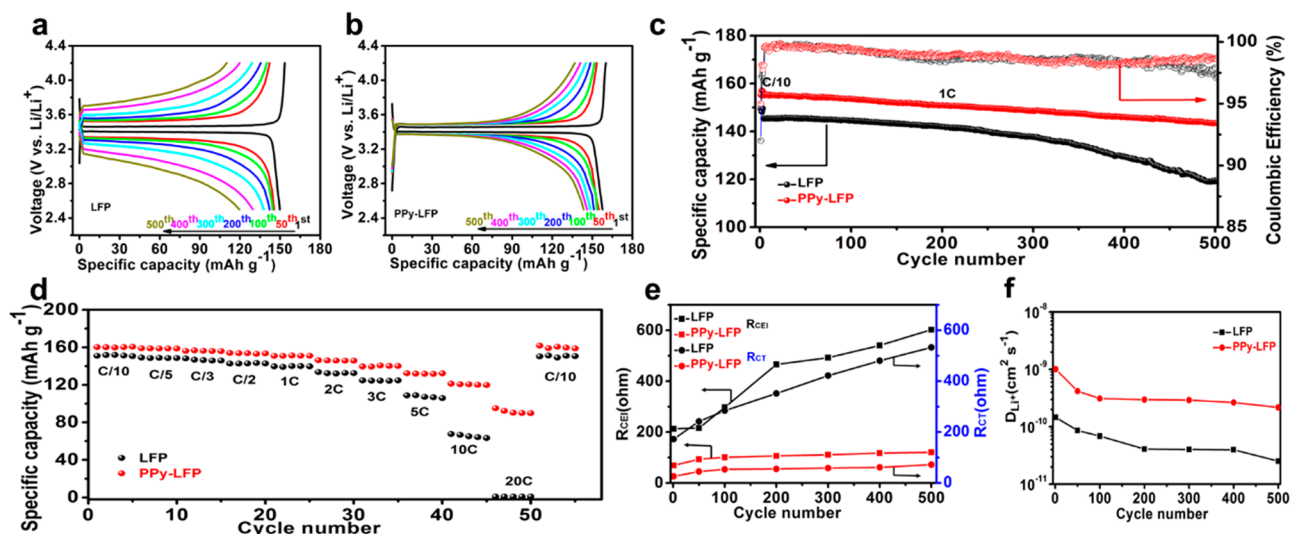 a
4.4
4.0
3.6
3.2
2.8
2.4
Voltage (V vs. Li/Li⁺)
LFP
500th 400th 300th 200th 100th 50th 1st
0 30 60 90 120 150 180
Specific capacity (mAh g⁻¹)
b
4.4
4.0
3.6
3.2
2.8
2.4
Voltage (V vs. Li/Li⁺)
PPy-LFP
500th 400th 300th 200th 100th 50th 1st
0 30 60 90 120 150 180
Specific capacity (mAh g⁻¹)
c
180
160
140
120
100
Specific capacity (mAh g⁻¹)
C/10
1C
LFP
PPy-LFP
100
95
90
85
Coulombic Efficiency (%)
0 100 200 300 400 500
Cycle number
d
200
160
120
80
40
0
Specific capacity (mAh g⁻¹)
C/10 C/5 C/3 C/2 1C 2C 3C 5C 10C 20C C/10
LFP
PPy-LFP
0 10 20 30 40 50
Cycle number
e
600
400
200
0
R_CEI(ohm)
LFP
PPy-LFP R_CEI
LFP
PPy-LFP R_CT
600
400
200
0
R_CT(ohm)
0 100 200 300 400 500
Cycle number
f
10⁻⁸
10⁻⁹
10⁻¹⁰
10⁻¹¹
D_Li⁺(cm² s⁻¹)
LFP
PPy-LFP
0 100 200 300 400 500
Cycle number